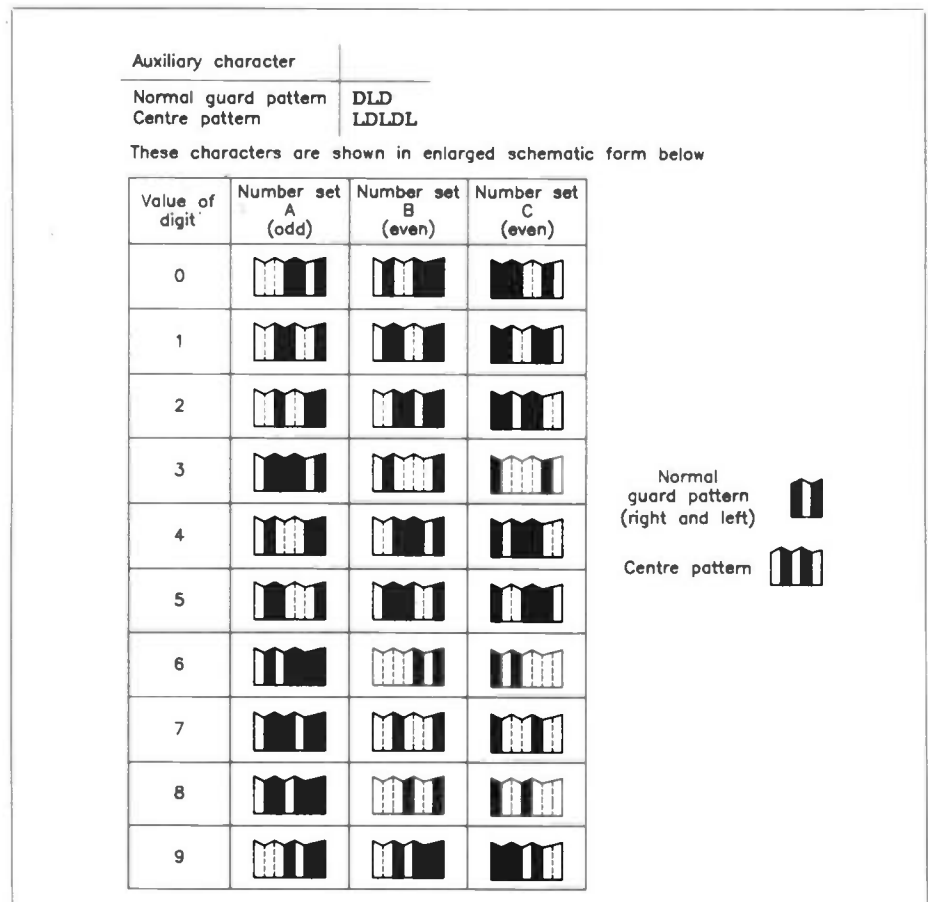 Auxiliary character
Normal guard pattern DLD
Centre pattern LDLDL
These characters are shown in enlarged schematic form below
Value of digit
Number set A (odd)
Number set B (even)
Number set C (even)
0
1
2
3
4
5
6
7
8
9
Normal
guard pattern
(right and left)
Centre pattern